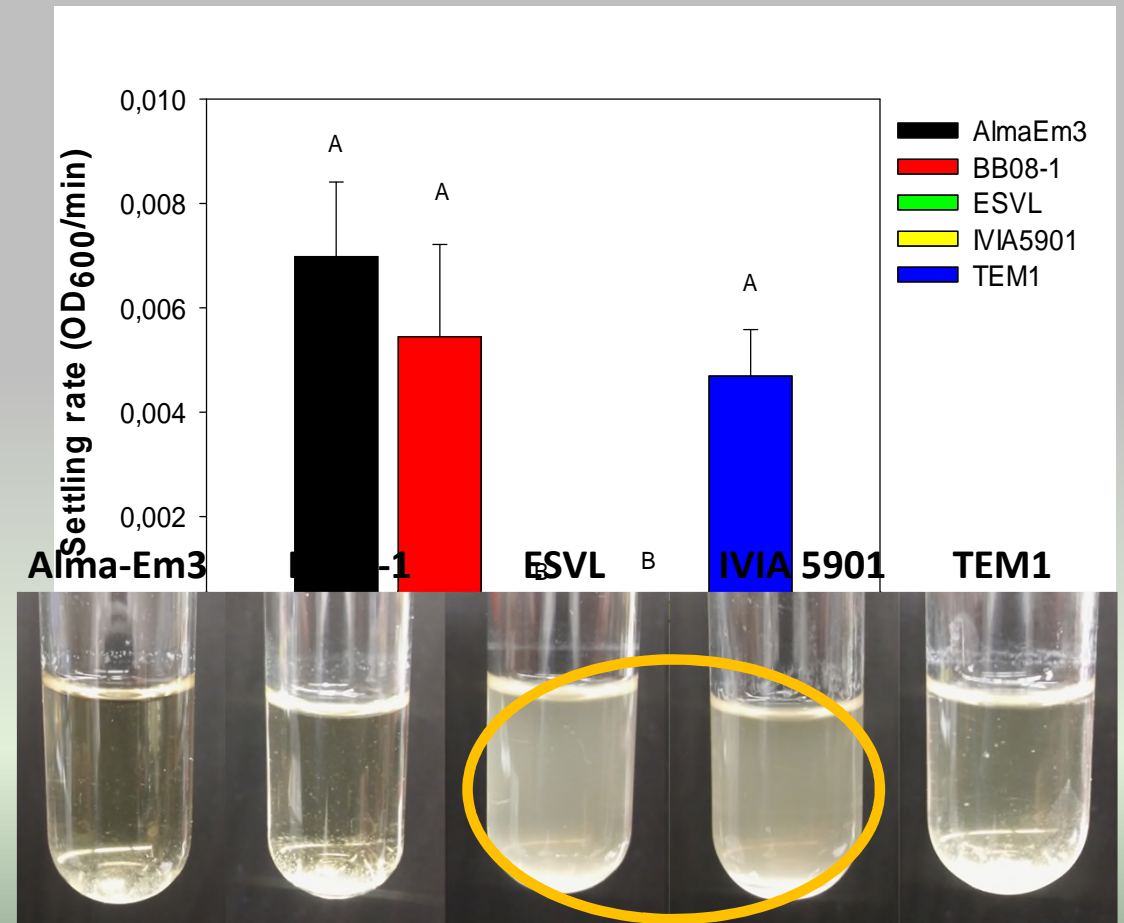 0,010
0,008
0,006
0,004
0,002
Settling rate (OD600/min)
A
A
A
B
B
AlmaEm3
BB08-1
ESVL
IVIA5901
TEM1
Alma-Em3
-1
ESVL
IVIA 5901
TEM1